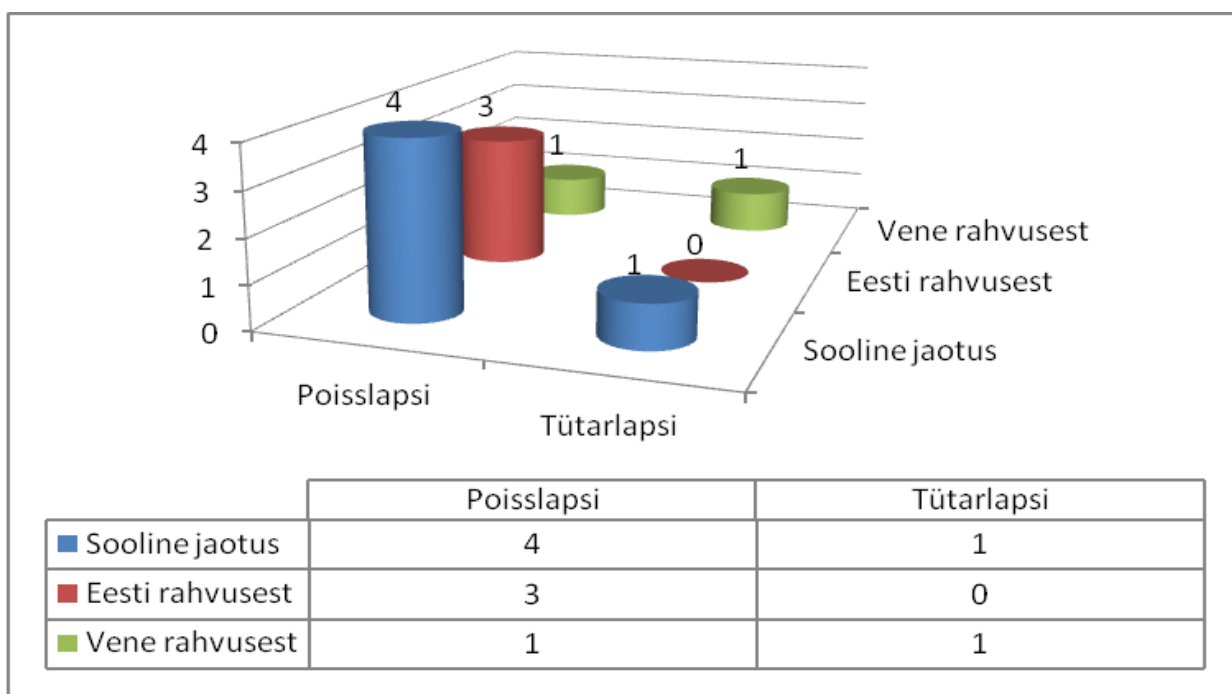 4
3
1
1
0
1
4
3
2
1
0
Vene rahvusest
Eesti rahvusest
Sooline jaotus
Poisslapsi
Tütarlapsi
Poisslapsi Tütarlapsi
Sooline jaotus 4 1
Eesti rahvusest 3 0
Vene rahvusest 1 1